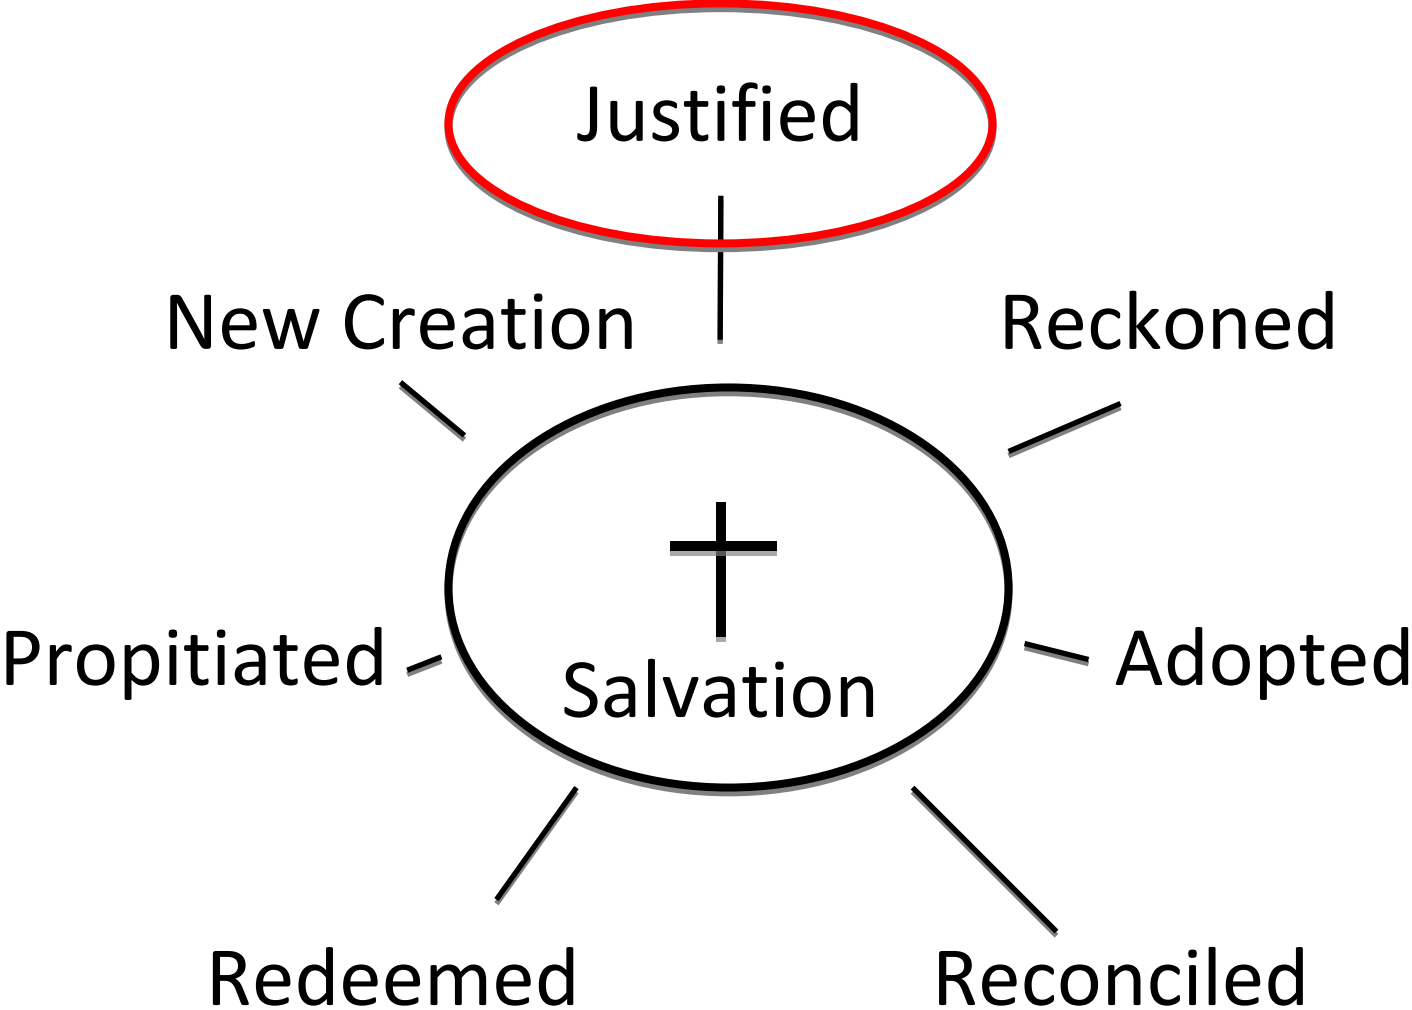 Justified
New Creation
Reckoned
Propitiated
Salvation
Adopted
Redeemed
Reconciled